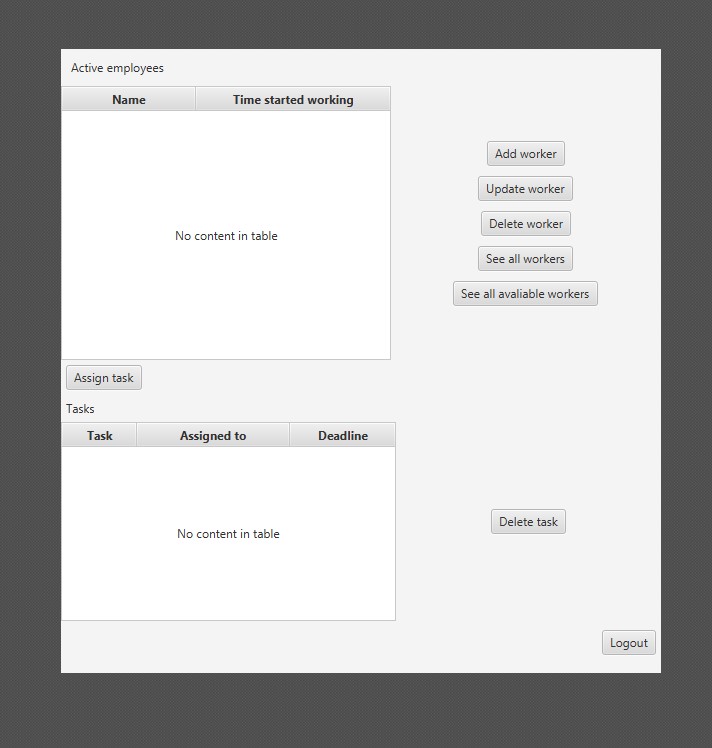 Active employees
Name Time started working
No content in table
Add worker
Update worker
Delete worker
See all workers
See all avaliable workers
Assign task
Tasks
Task Assigned to Deadline
No content in table
Delete task
Logout